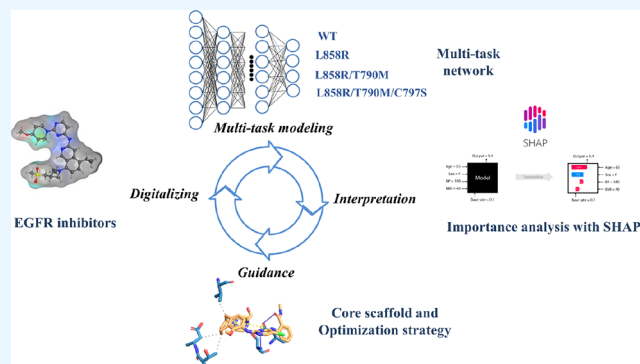 WT
L858R
L858R/T790M
L858R/T790M/C797S
Multi-task
network
Multi-task modeling
SHAP
Digitalizing
Interpretation
Model
Explanation
EGFR inhibitors
Importance analysis with SHAP
Guidance
Core scaffold and
Optimization strategy